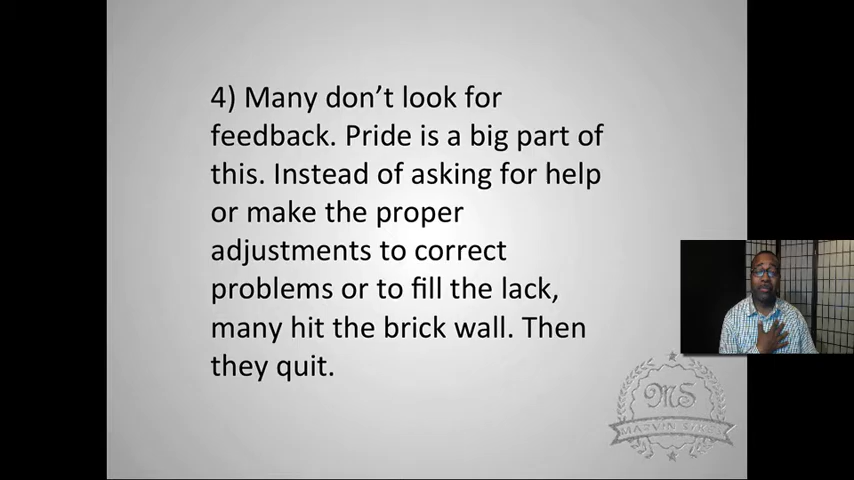 4) Many don’t look for
feedback. Pride is a big part of
this. Instead of asking for help
or make the proper
adjustments to correct
problems or to fill the lack,
many hit the brick wall. Then
they quit.
MS
MARVIN